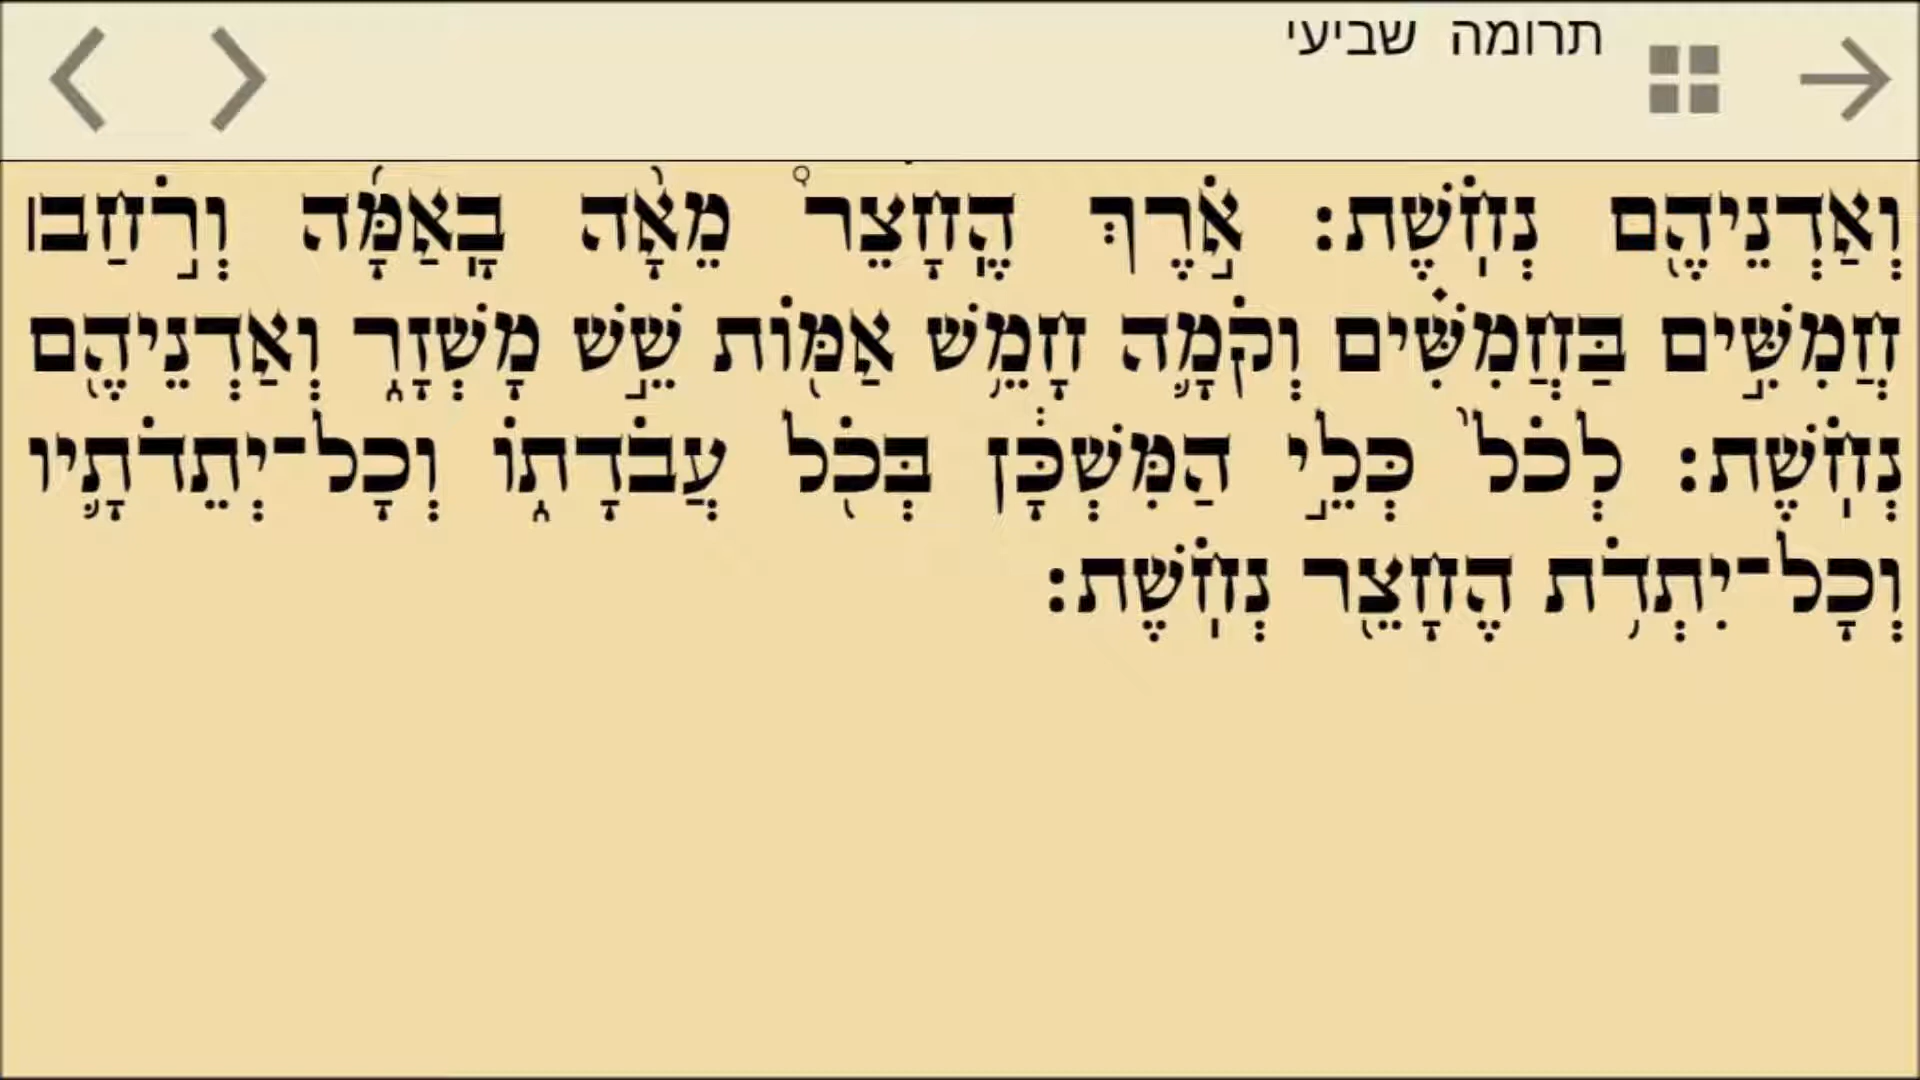 תרומה שביעי
וְאַדְנֵיהֶ֖ם נְחֹֽשֶׁת׃ אֹ֣רֶךְ הֶֽחָצֵר֩ מֵאָ֨ה בָֽאַמָּ֜ה וְרֹ֣חַב׀
חֲמִשִּׁ֣ים בַּחֲמִשִּׁ֗ים וְקֹמָ֛ה חָמֵ֥שׁ אַמּ֖וֹת שֵׁ֣שׁ מָשְׁזָ֑ר וְאַדְנֵיהֶ֖ם
נְחֹֽשֶׁת׃ לְכֹל֙ כְּלֵ֣י הַמִּשְׁכָּ֔ן בְּכֹ֖ל עֲבֹדָת֑וֹ וְכׇל־יְתֵדֹתָ֛יו
וְכׇל־יִתְדֹ֥ת הֶחָצֵ֖ר נְחֹֽשֶׁת׃